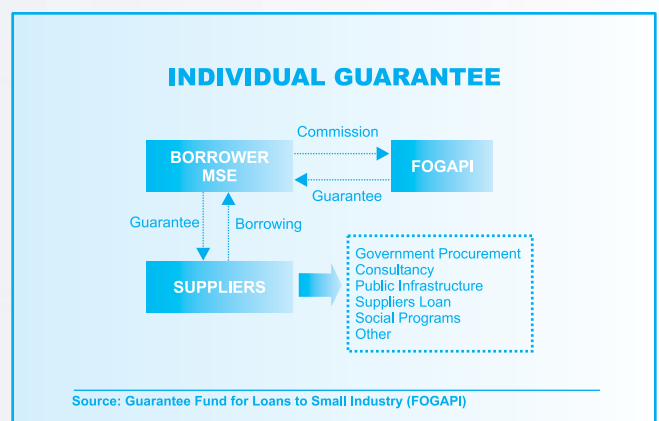 INDIVIDUAL GUARANTEE
Commission
BORROWER
MSE
FOGAPI
Guarantee
Guarantee
Borrowing
SUPPLIERS
Government Procurement
Consultancy
Public Infrastructure
Suppliers Loan
Social Programs
Other
Source: Guarantee Fund for Loans to Small Industry (FOGAPI)